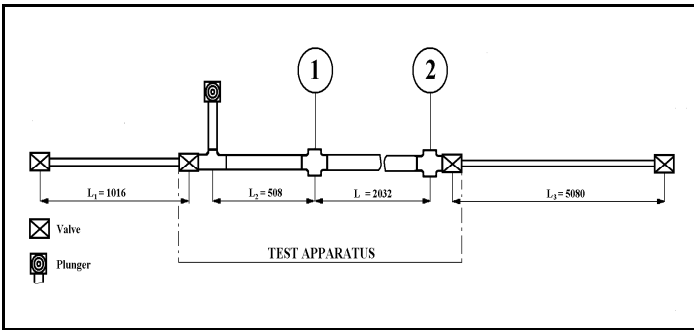 1
2
L1 = 1016
L2 = 508
L = 2032
L3 = 5080
Valve
TEST APPARATUS
Plunger